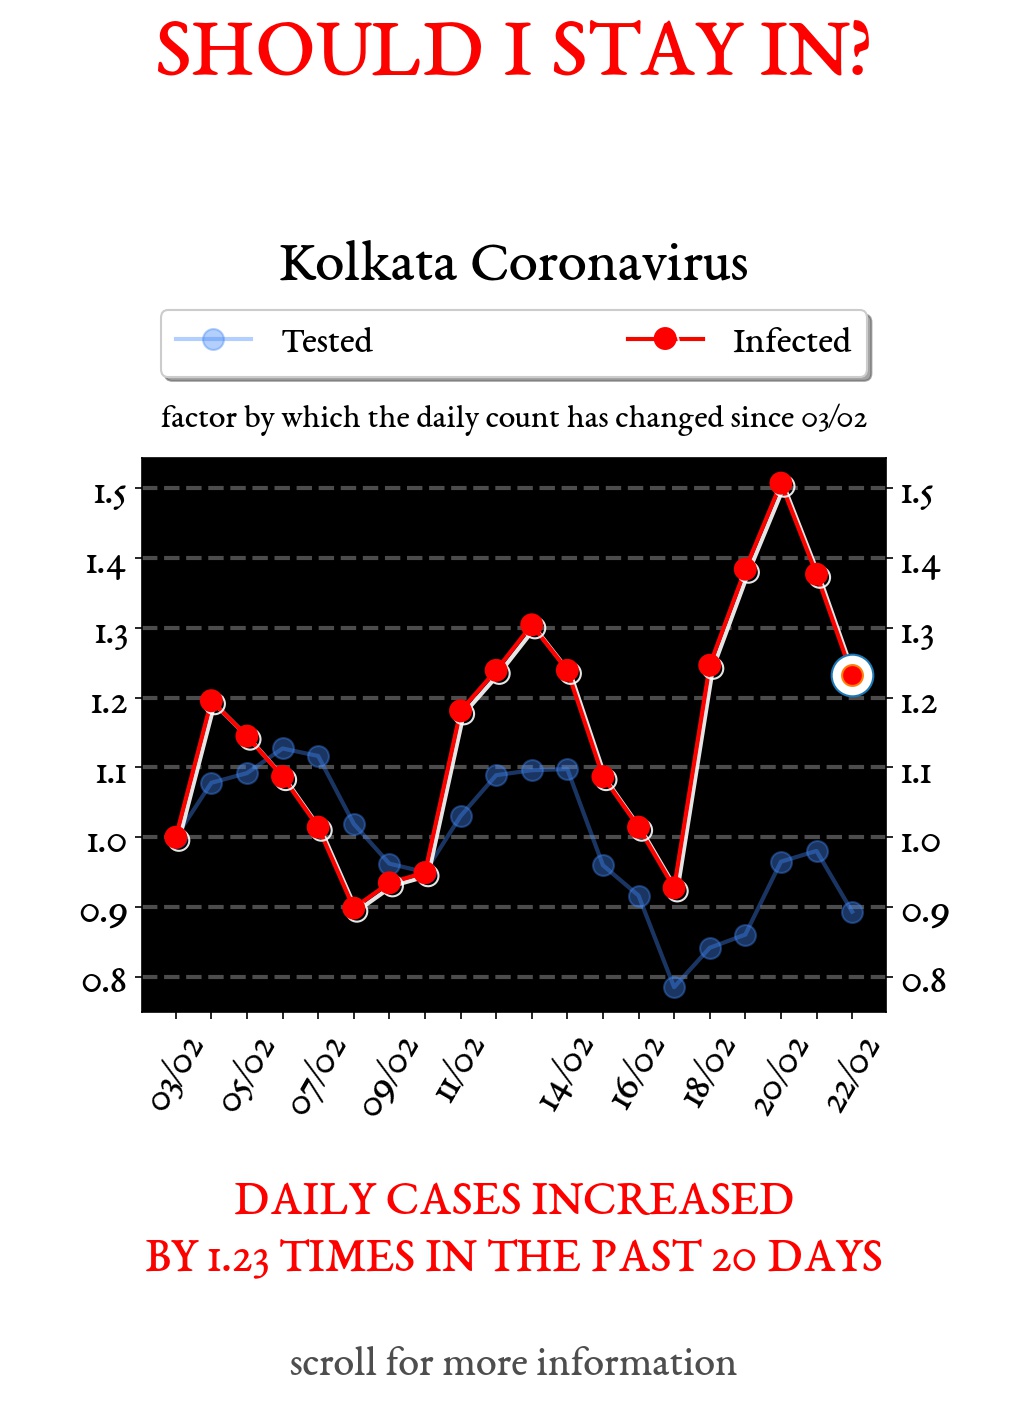 SHOULD I STAY IN?
Kolkata Coronavirus
Tested Infected
factor by which the daily count has changed since 03/02
1.5 1.5
1.4 1.4
1.3 1.3
1.2 1.2
1.1 1.1
1.0 1.0
0.9 0.9
0.8 0.8
03/02 05/02 07/02 09/02 11/02 14/02 16/02 18/02 20/02 22/02
DAILY CASES INCREASED
BY 1.23 TIMES IN THE PAST 20 DAYS
scroll for more information